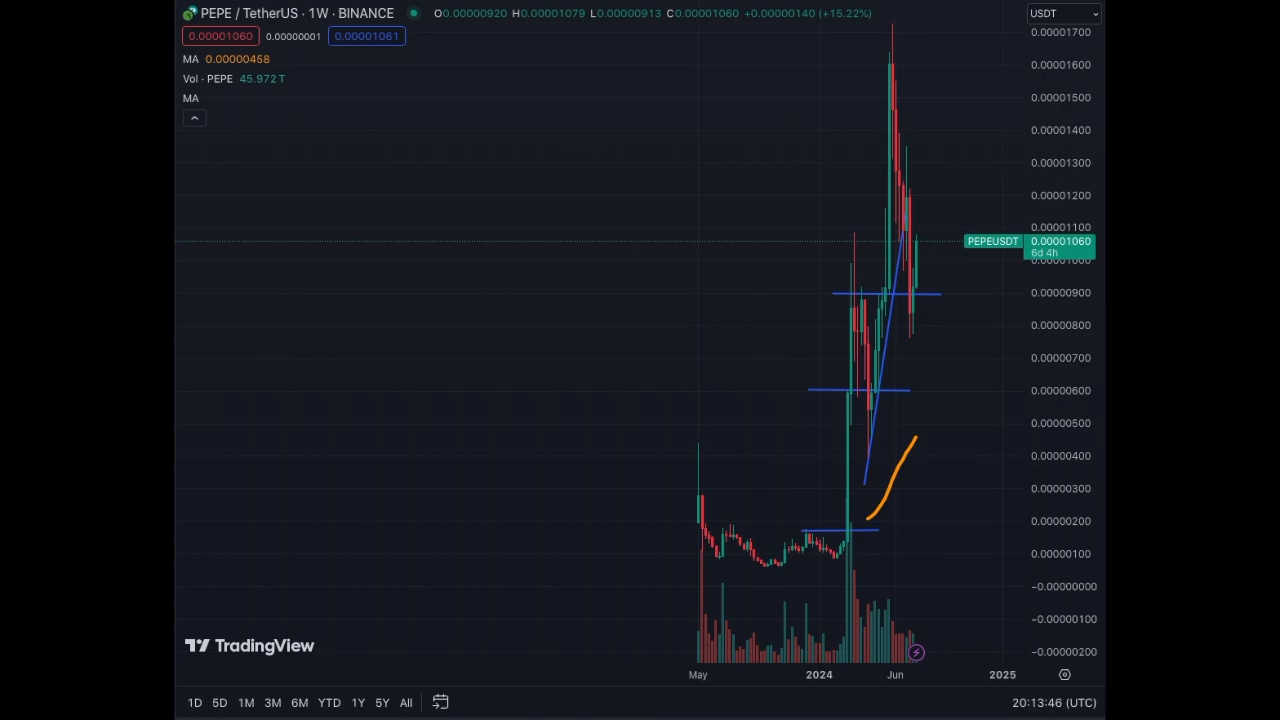 PEPE / TetherUS · 1W · BINANCE O0.00000920 H0.00001079 L0.00000913 C0.00001060 +0.00000140 (+15.22%) USDT
0.00001060 0.00000001 0.00001061
MA 0.00000458
Vol · PEPE 45.972 T
MA
0.00001700
0.00001600
0.00001500
0.00001400
0.00001300
0.00001200
0.00001100
PEPEUSDT 0.00001060
6d 4h
0.00001000
0.00000900
0.00000800
0.00000700
0.00000600
0.00000500
0.00000400
0.00000300
0.00000200
0.00000100
−0.00000000
−0.00000100
−0.00000200
TradingView
May 2024 Jun 2025
1D 5D 1M 3M 6M YTD 1Y 5Y All 20:13:46 (UTC)